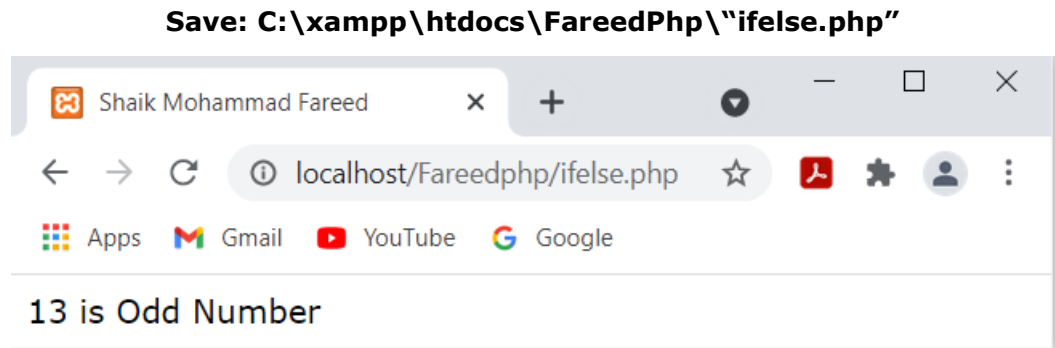 Save: C:\xampp\htdocs\FareedPhp\“ifelse.php”
Shaik Mohammad Fareed
localhost/Fareedphp/ifelse.php
Apps Gmail YouTube Google
13 is Odd Number